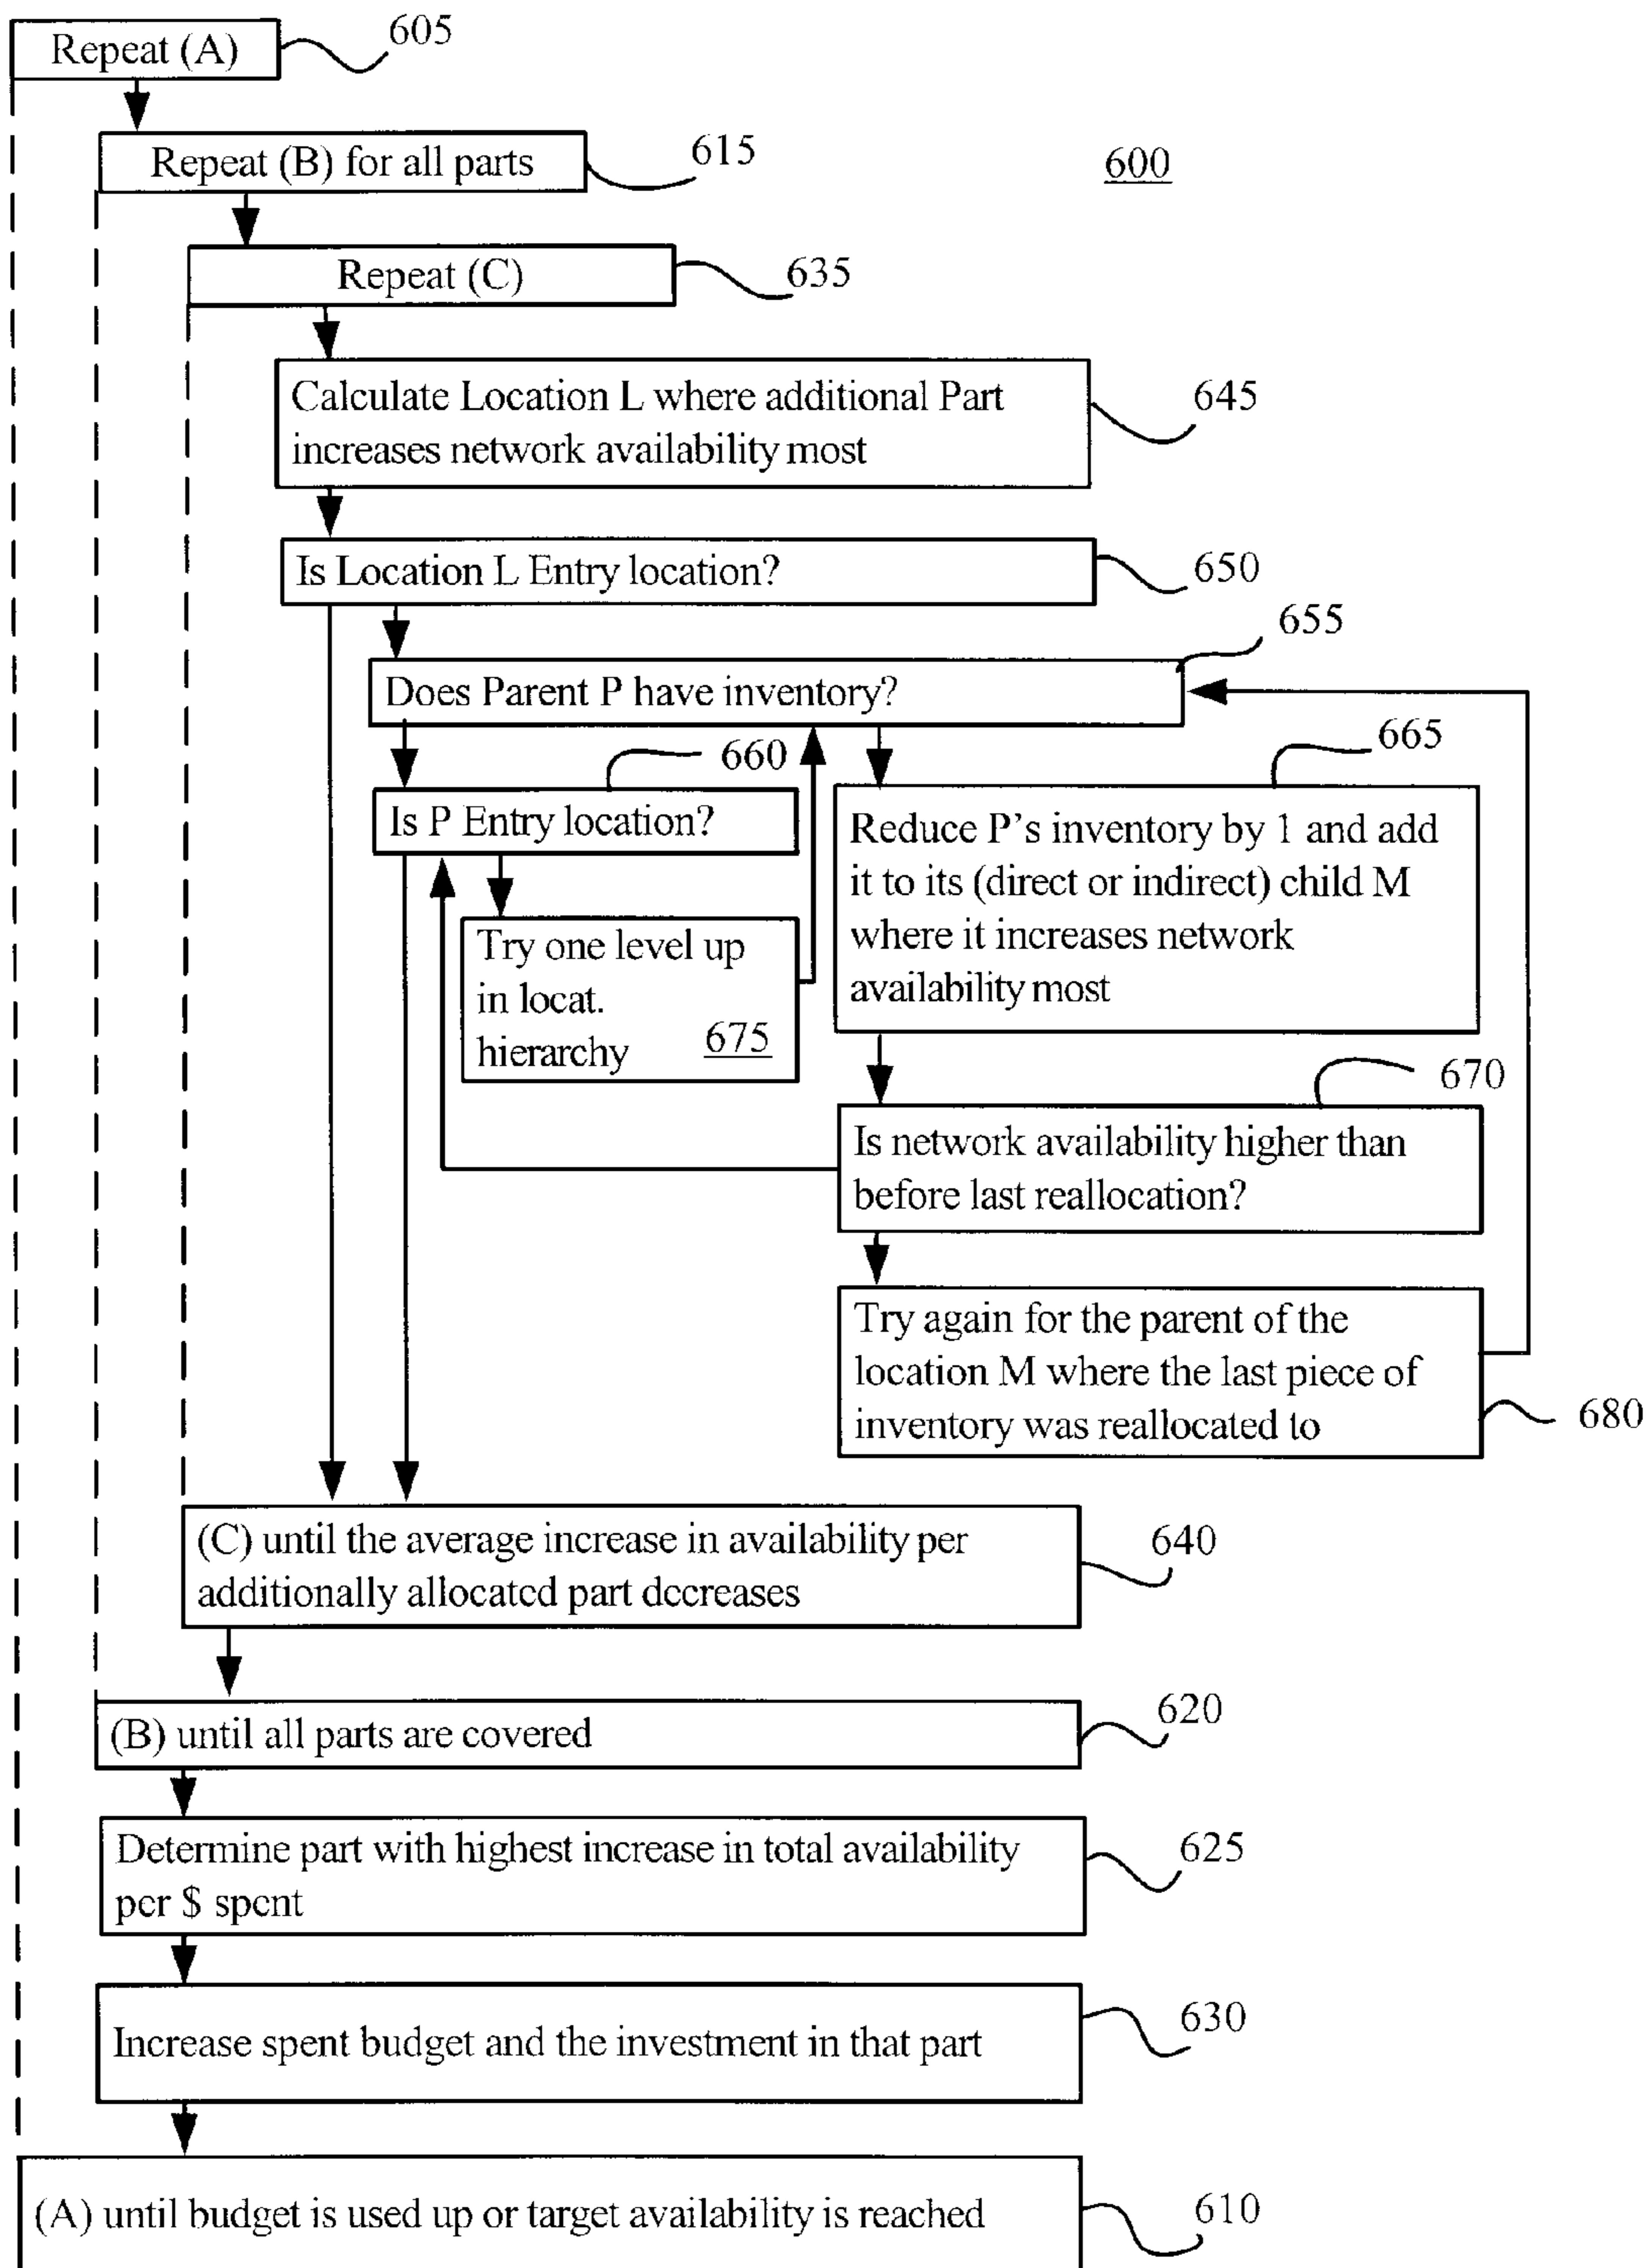 Repeat (A)
605
Repeat (B) for all parts
615
600
Repeat (C)
635
Calculate Location L where additional Part
increases network availability most
645
Is Location L Entry location?
650
655
Does Parent P have inventory?
660
665
Is P Entry location?
Reduce P's inventory by 1 and add
it to its (direct or indirect) child M
where it increases network
availability most
Try one level up
in locat.
hierarchy
675
670
Is network availability higher than
before last reallocation?
Try again for the parent of the
location M where the last piece of
inventory was reallocated to
680
(C) until the average increase in availability per
additionally allocated part decreases
640
(B) until all parts are covered
620
Determine part with highest increase in total availability
per $ spent
625
Increase spent budget and the investment in that part
630
(A) until budget is used up or target availability is reached
610